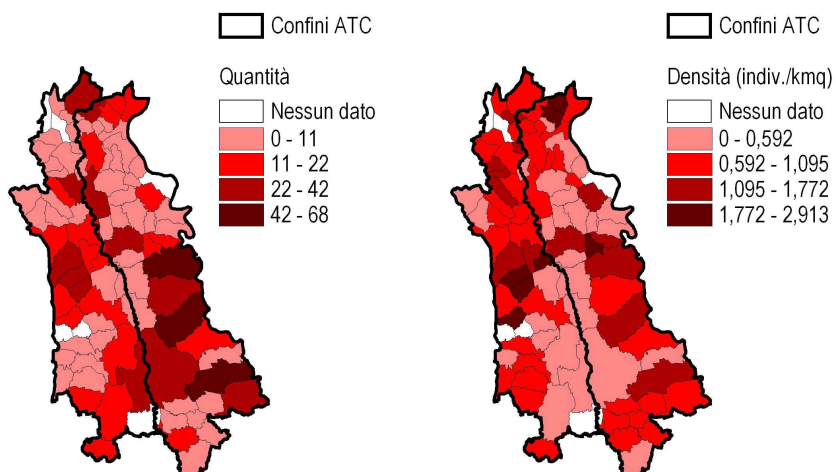 Confini ATC
Quantità
Nessun dato
0 - 11
11 - 22
22 - 42
42 - 68
Confini ATC
Densità (indiv./kmq)
Nessun dato
0 - 0,592
0,592 - 1,095
1,095 - 1,772
1,772 - 2,913